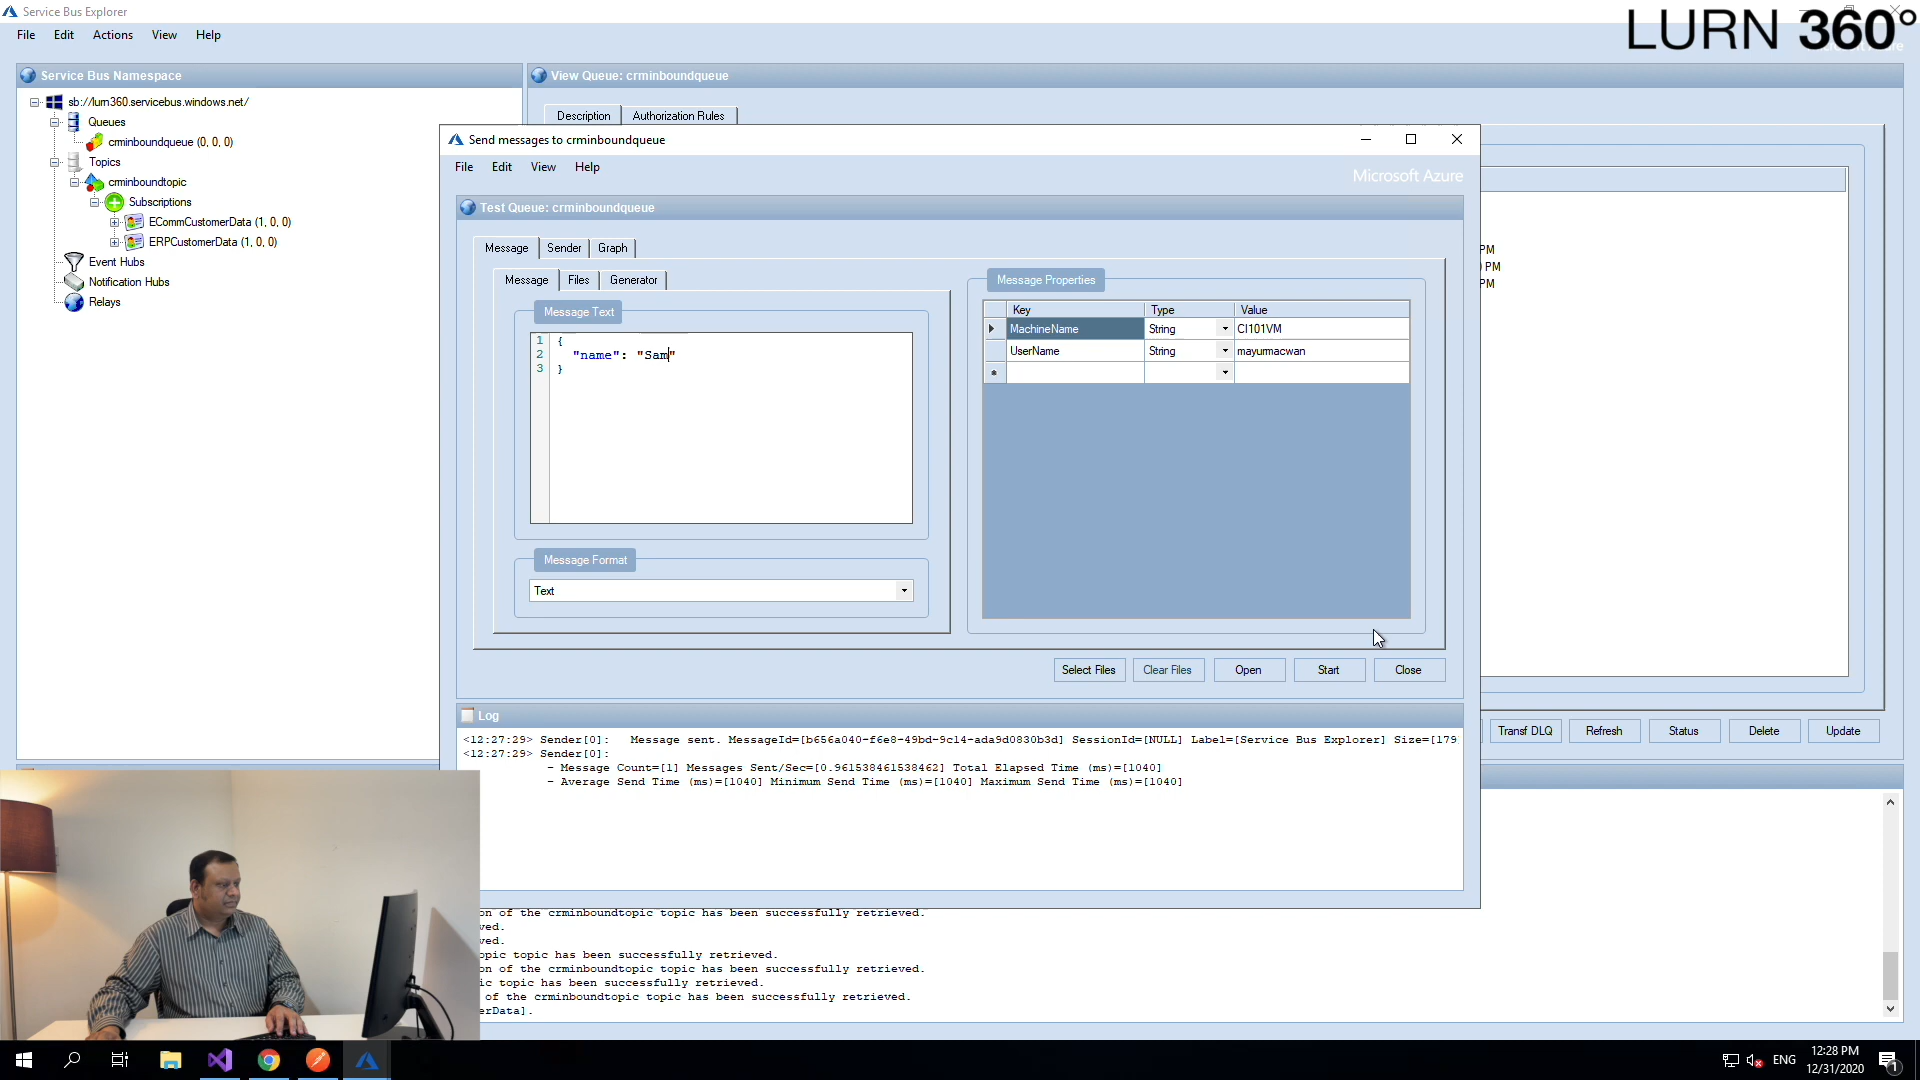 Service Bus Explorer
LURN 360°
File Edit Actions View Help
Service Bus Namespace
View Queue: crminboundqueue
sb://lurn360.servicebus.windows.net/
Queues
crminboundqueue (0, 0, 0)
Topics
crminboundtopic
Subscriptions
ECommCustomerData (1, 0, 0)
ERPCustomerData (1, 0, 0)
Event Hubs
Notification Hubs
Relays
Description Authorization Rules
Send messages to crminboundqueue
File Edit View Help
Microsoft Azure
Test Queue: crminboundqueue
Message Sender Graph
Message Files Generator
Message Text
1 {
2 "name": "Sam"
3 }
Message Format
Text
Message Properties
Key Type Value
MachineName String CI101VM
UserName String mayurmacwan
PM
PM
PM
Select Files Clear Files Open Start Close
Transf DLQ Refresh Status Delete Update
Log
<12:27:29> Sender[0]: Message sent. MessageId=[b656a040-f6e8-49bd-9c14-ada9d0830b3d] SessionId=[NULL] Label=[Service Bus Explorer] Size=[179
<12:27:29> Sender[0]:
- Message Count=[1] Messages Sent/Sec=[0.961538461538462] Total Elapsed Time (ms)=[1040]
- Average Send Time (ms)=[1040] Minimum Send Time (ms)=[1040] Maximum Send Time (ms)=[1040]
on of the crminboundtopic topic has been successfully retrieved.
ved.
ved.
opic topic has been successfully retrieved.
on of the crminboundtopic topic has been successfully retrieved.
ic topic has been successfully retrieved.
of the crminboundtopic topic has been successfully retrieved.
erData].
ENG
12:28 PM
12/31/2020
1